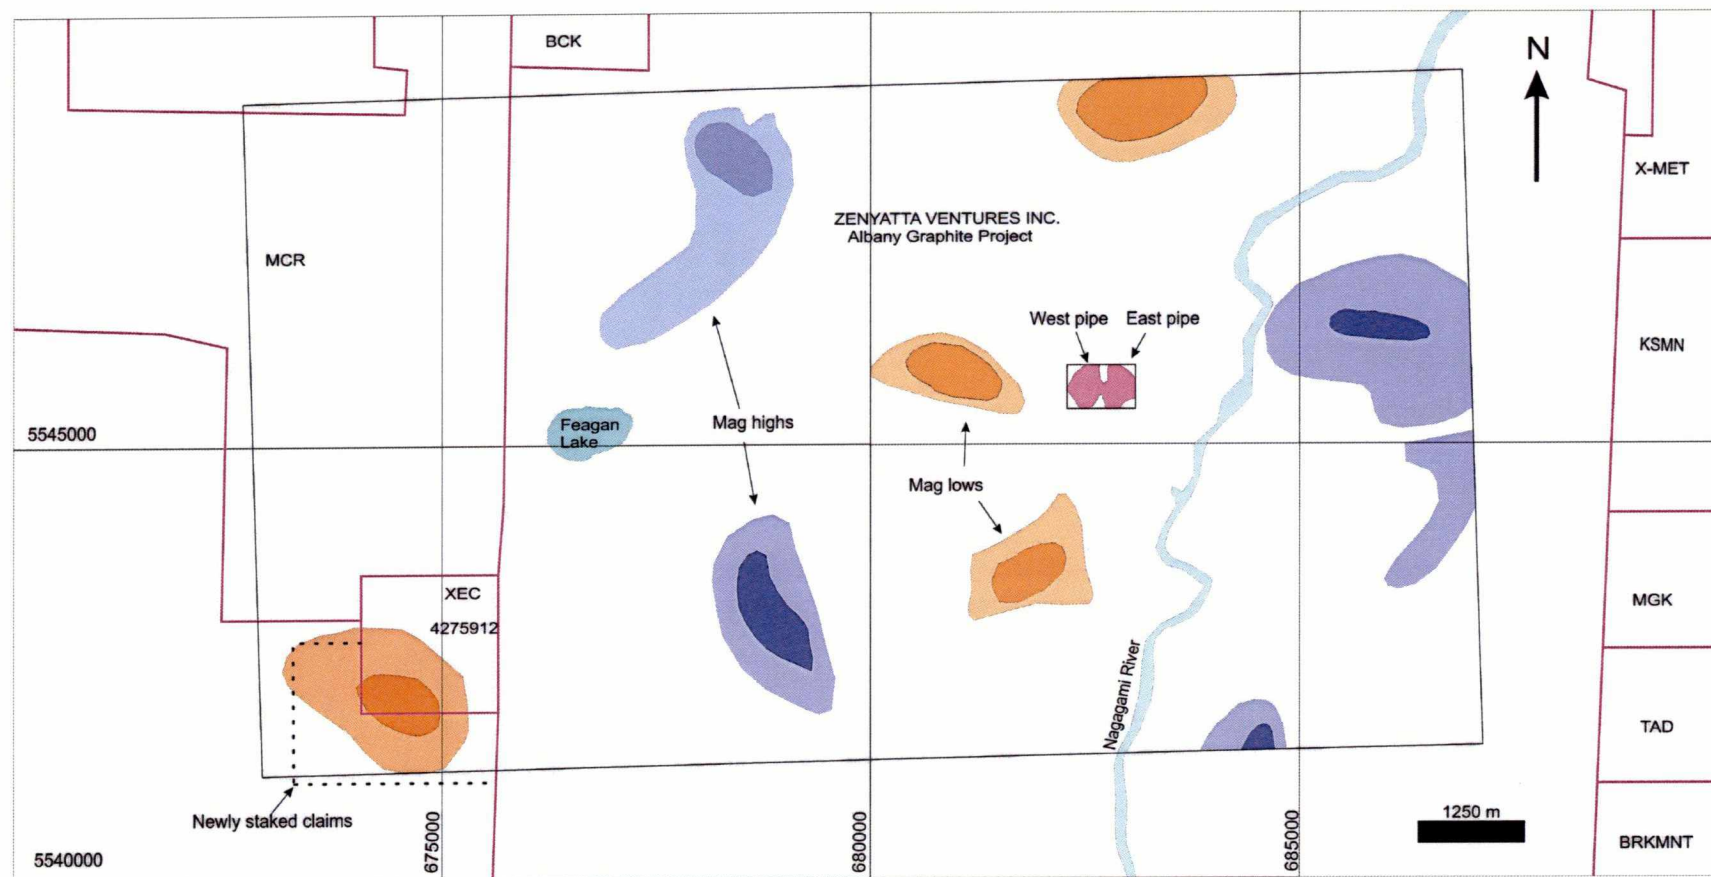 BCK
N
X-MET
ZENYATTA VENTURES INC.
Albany Graphite Project
MCR
West pipe
East pipe
KSMN
Mag highs
Feagan
Lake
5545000
Mag lows
XEC
4275912
MGK
Nagagami River
TAD
Newly staked claims
1250 m
675000
680000
685000
BRKMNT
5540000